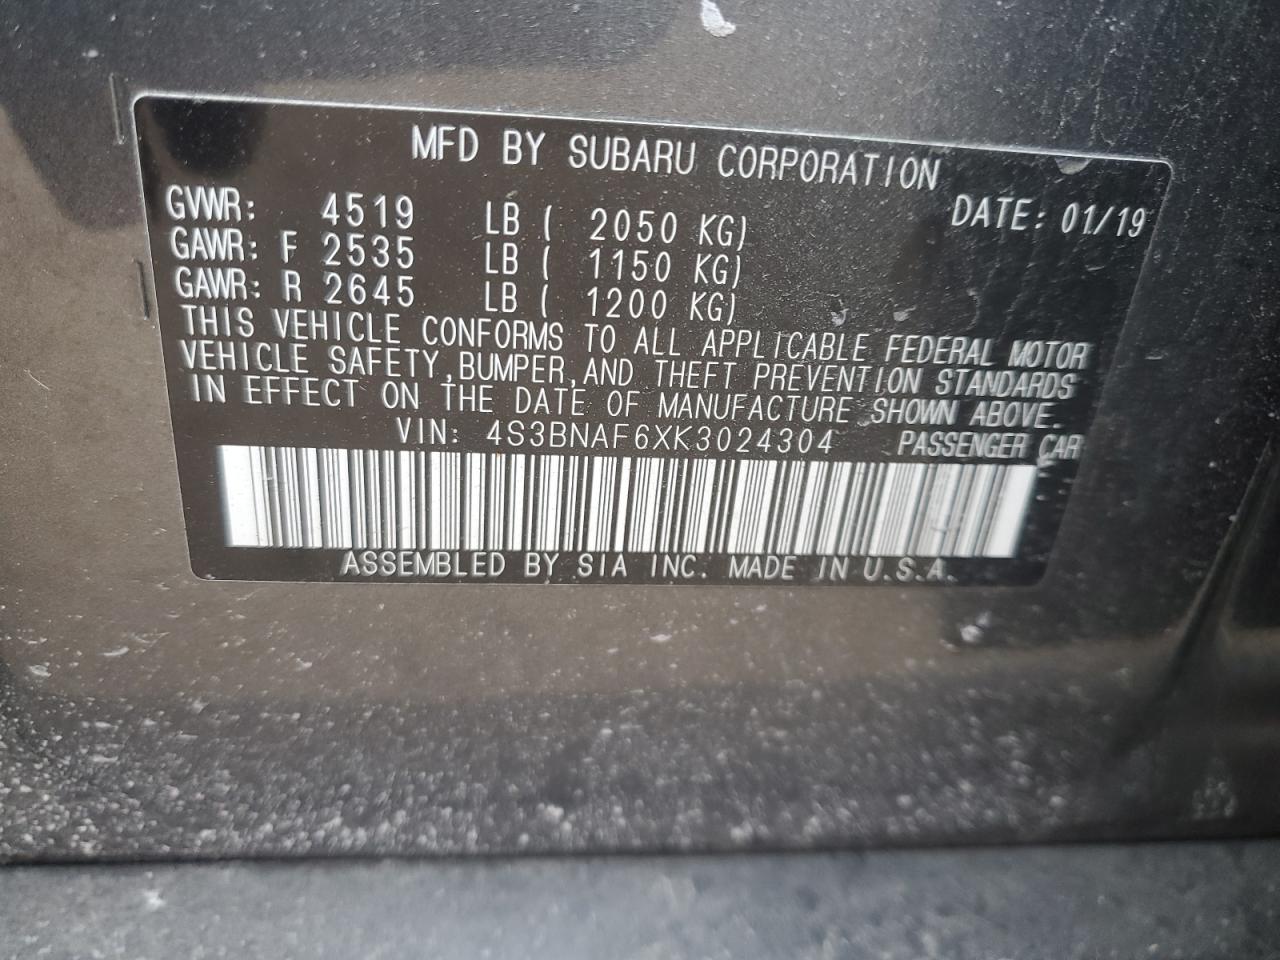 MFD BY SUBARU CORPORATION
GVWR: 4519 LB ( 2050 KG) DATE: 01/19
GAWR: F 2535 LB ( 1150 KG)
GAWR: R 2645 LB ( 1200 KG)
THIS VEHICLE CONFORMS TO ALL APPLICABLE FEDERAL MOTOR
VEHICLE SAFETY,BUMPER,AND THEFT PREVENTION STANDARDS
IN EFFECT ON THE DATE OF MANUFACTURE SHOWN ABOVE.
VIN: 4S3BNAF6XK3024304 PASSENGER CAR
ASSEMBLED BY SIA INC. MADE IN U.S.A.